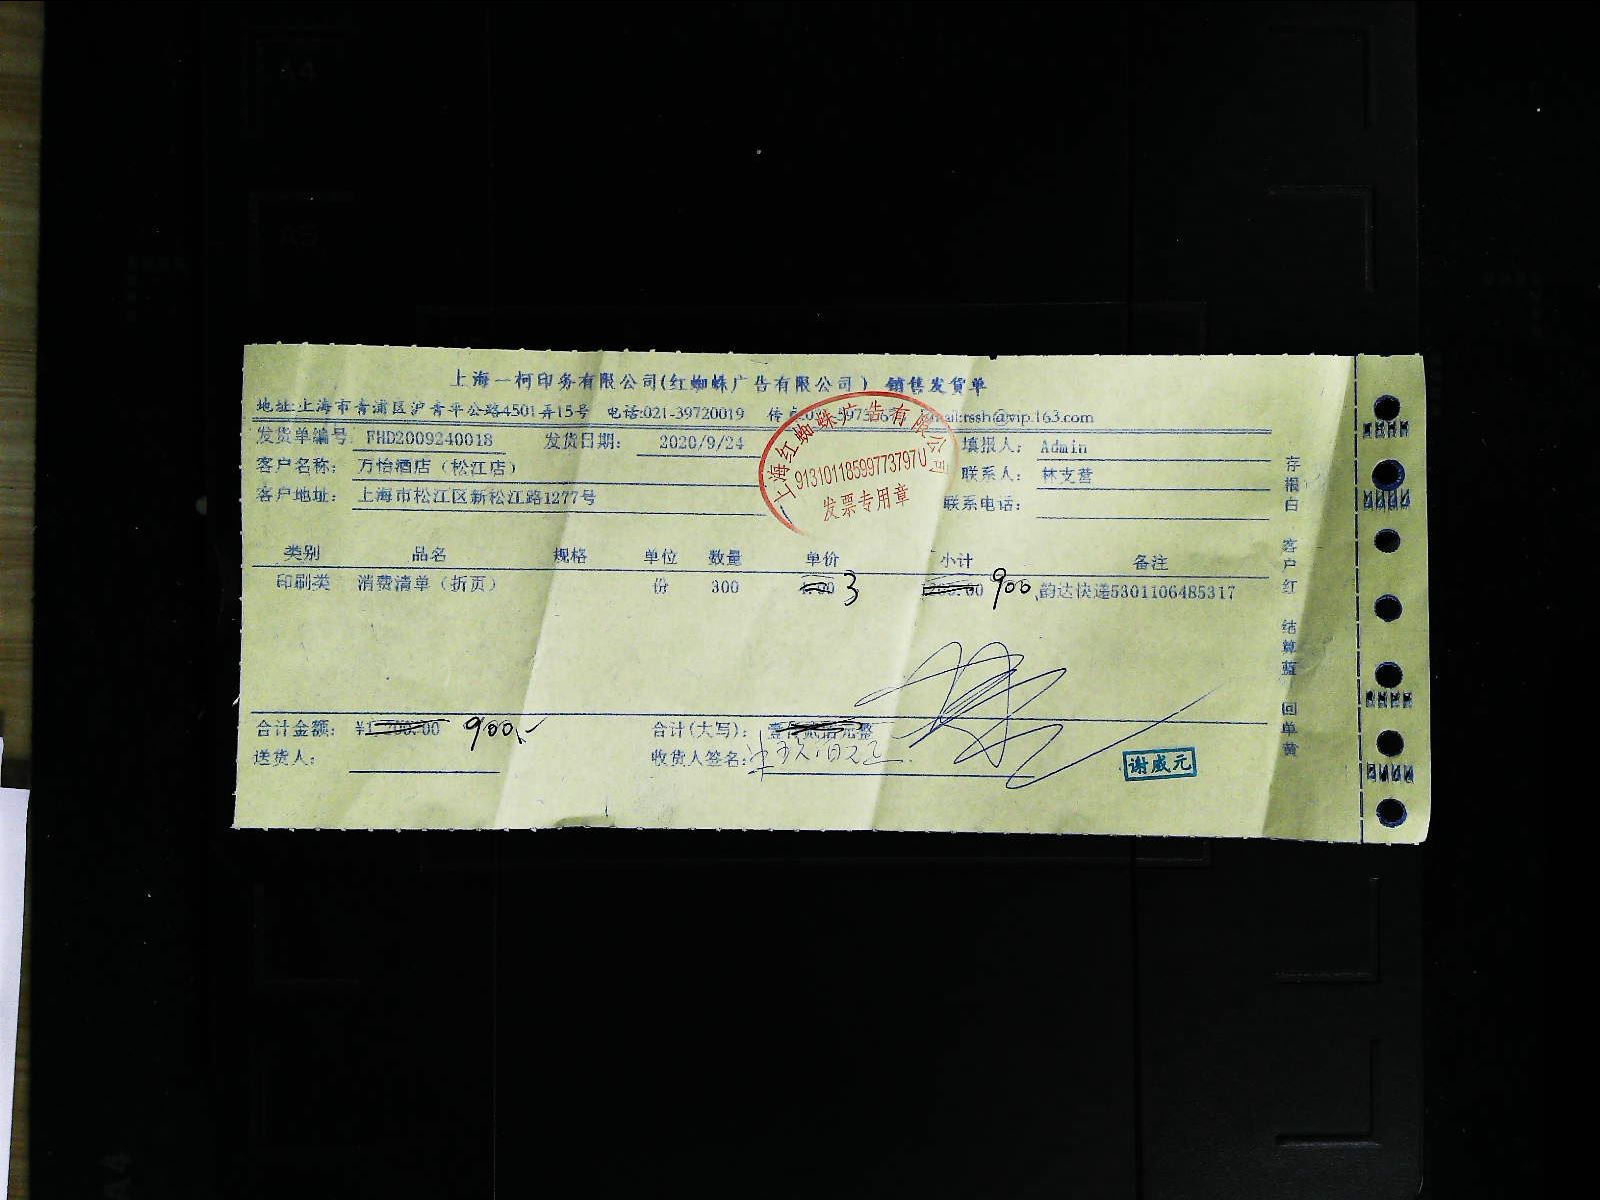 上海一柯印务有限公司(红蜘蛛广告有限公司) 销售发货单
地址:上海市青浦区沪青平公路4501弄15号 电话:021-39720019 mail:rssh@vip.163.com
上海红蜘蛛广告有限公司
91310118599773797U
发票专用章
发货单编号: FHD2009240018 发货日期: 2020/9/24 填报人: Admin
客户名称: 万怡酒店(松江店) 联系人: 林支营
客户地址: 上海市松江区新松江路1277号 联系电话:
类别 品名 规格 单位 数量 单价 小计 备注
印刷类 消费清单(折页) 份 300 3 900 韵达快递5301106485317
合计金额: ¥1,200.00 900 合计(大写):
送货人: 收货人签名:
谢威元
存根白 客户红 结算蓝 回单黄